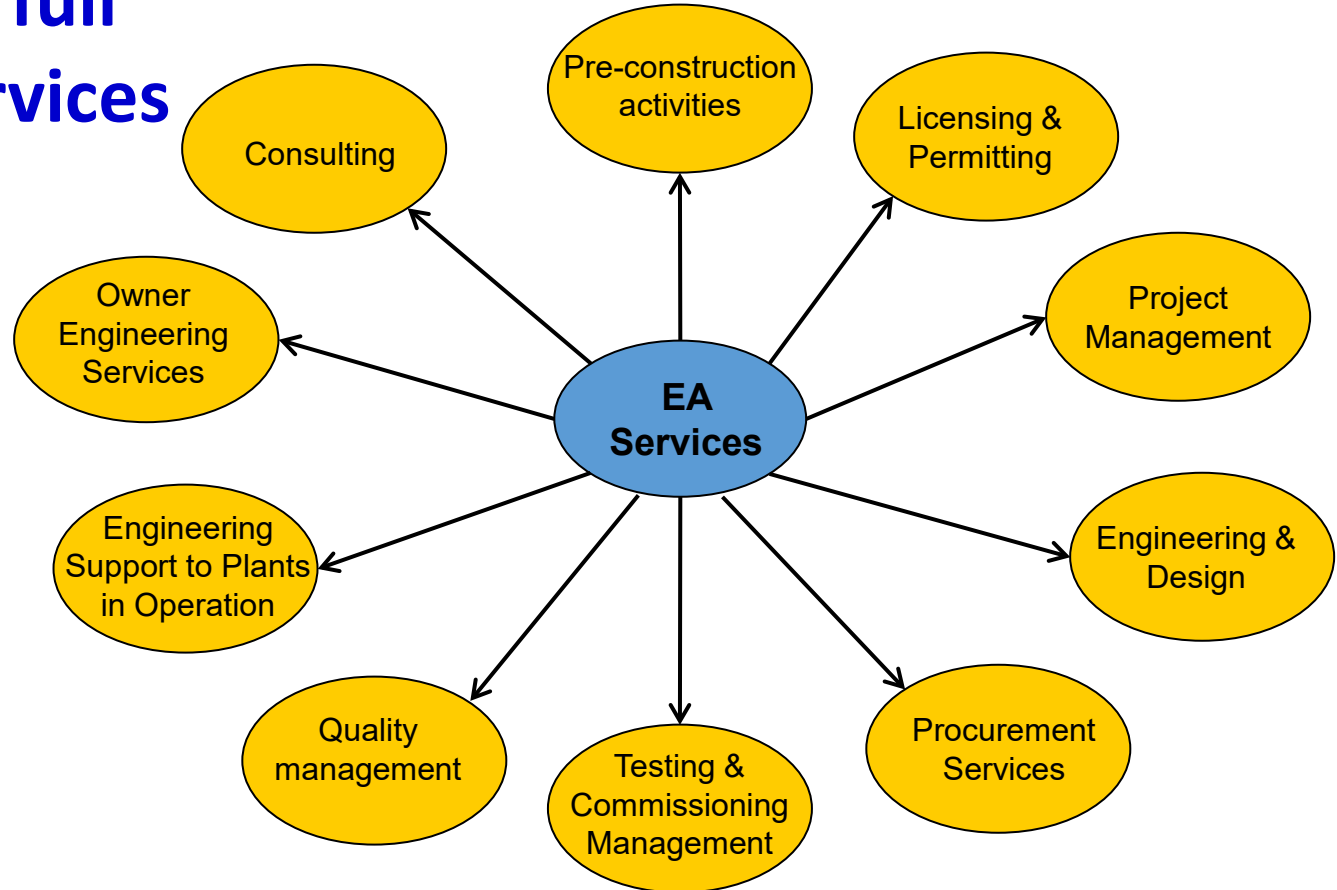 full
Pre-construction
activities
Licensing &
Permitting
Consulting
Owner
Engineering
Services
Project
Management
EA
Services
Engineering
Support to Plants
in Operation
Engineering &
Design
Quality
management
Testing &
Commissioning
Management
Procurement
Services